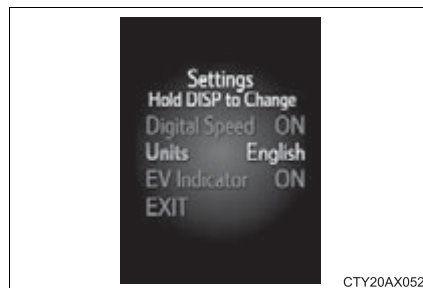 Settings
Hold DISP to Change
Digital Speed ON
Units English
EV Indicator ON
EXIT
CTY20AX052